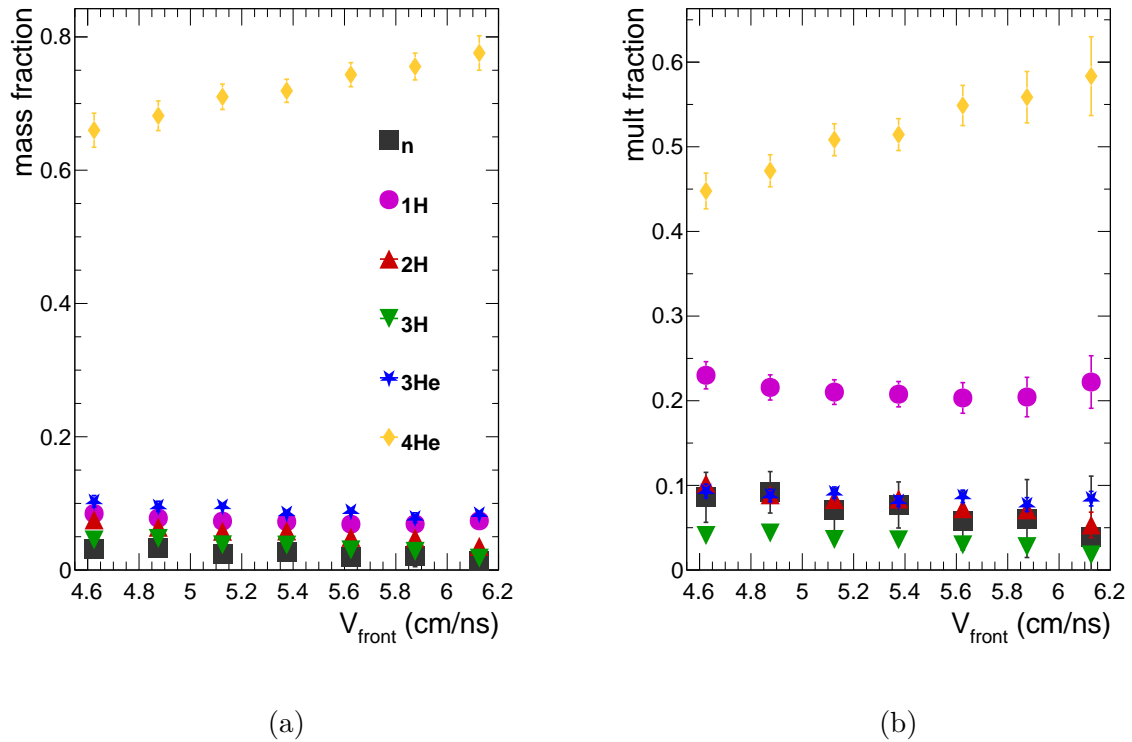 mass fraction
0.8
0.6
0.4
0.2
0
n
1H
2H
3H
3He
4He
4.6 4.8 5 5.2 5.4 5.6 5.8 6 6.2
V_front (cm/ns)
(a)
mult fraction
0.6
0.5
0.4
0.3
0.2
0.1
0
4.6 4.8 5 5.2 5.4 5.6 5.8 6 6.2
V_front (cm/ns)
(b)